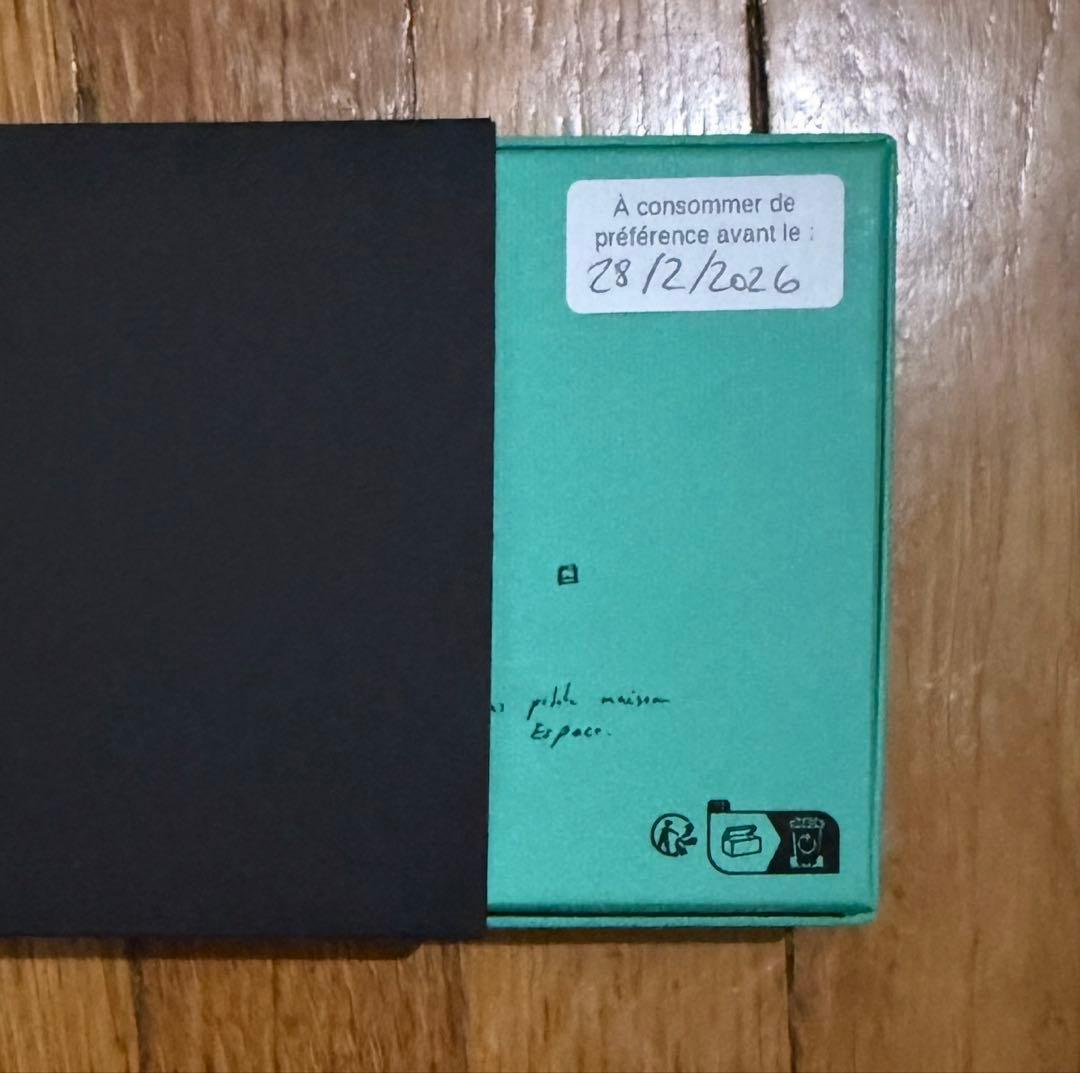 À consommer de
préférence avant le :
28/2/2026
petite maison
Espace.